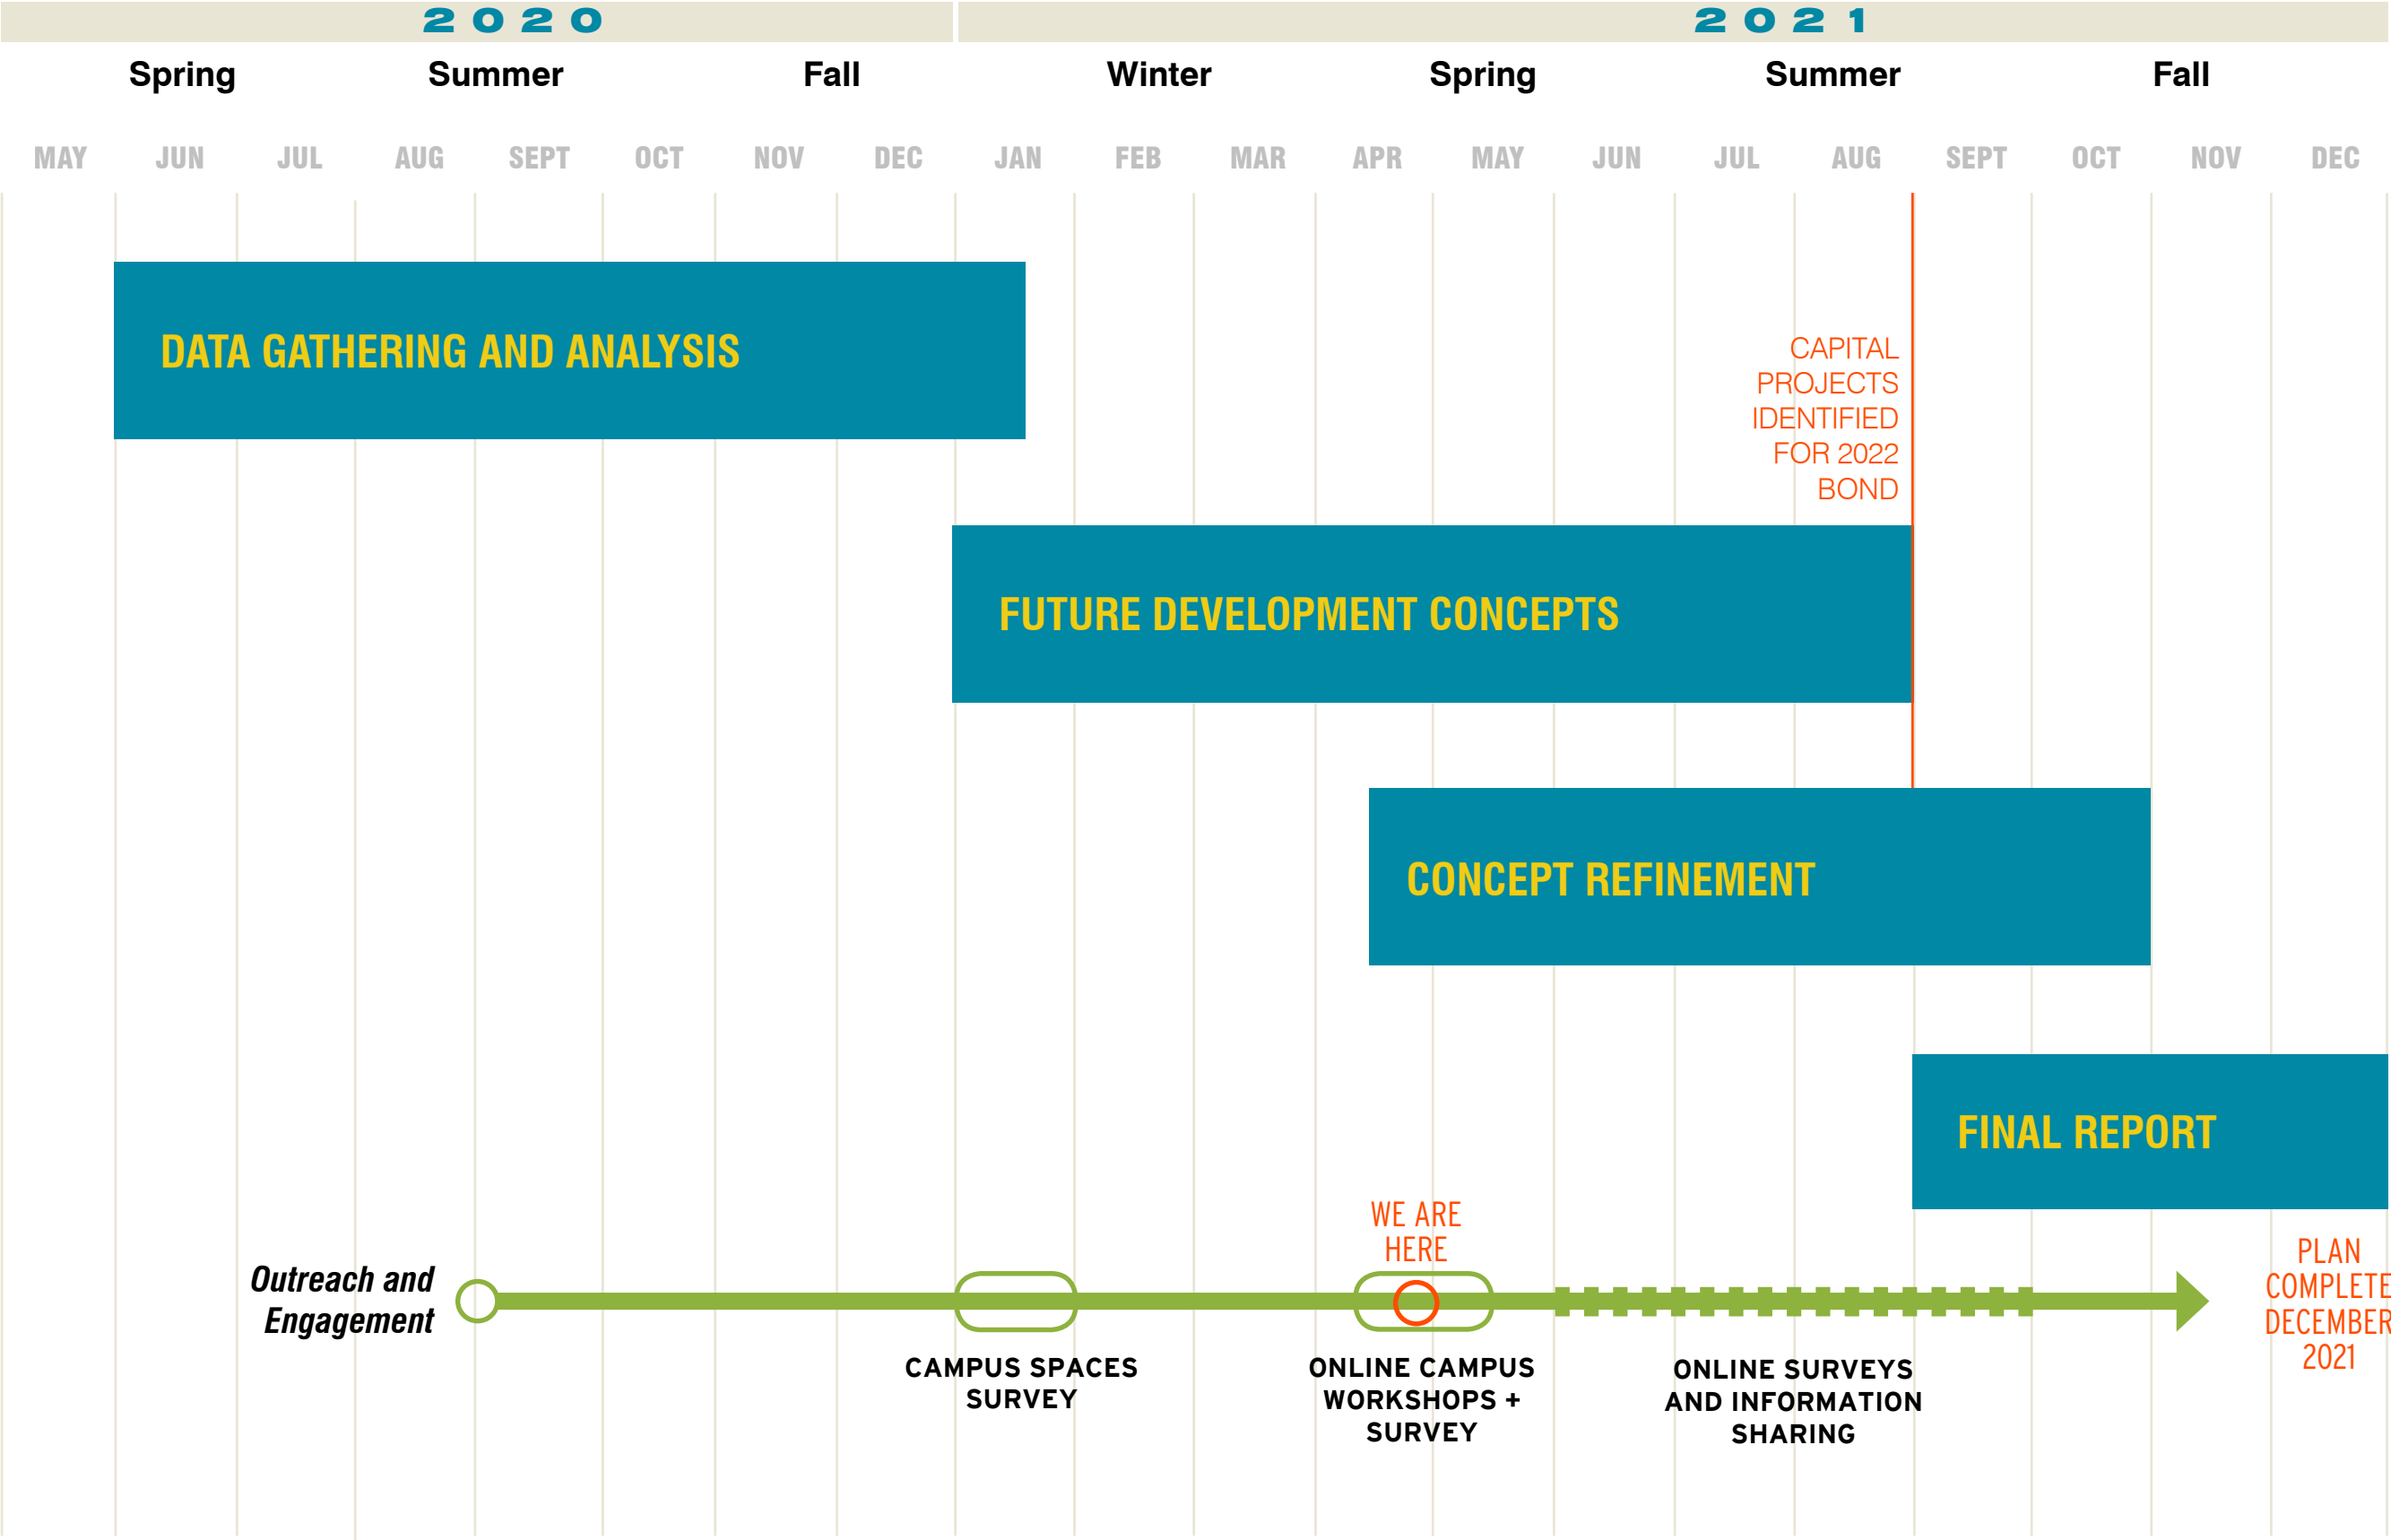 2020 2021
Spring Summer Fall Winter Spring Summer Fall
MAY JUN JUL AUG SEPT OCT NOV DEC JAN FEB MAR APR MAY JUN JUL AUG SEPT OCT NOV DEC
DATA GATHERING AND ANALYSIS
CAPITAL
PROJECTS
IDENTIFIED
FOR 2022
BOND
FUTURE DEVELOPMENT CONCEPTS
CONCEPT REFINEMENT
FINAL REPORT
WE ARE
HERE
Outreach and
Engagement
PLAN
COMPLETE
DECEMBER
2021
CAMPUS SPACES
SURVEY
ONLINE CAMPUS
WORKSHOPS +
SURVEY
ONLINE SURVEYS
AND INFORMATION
SHARING